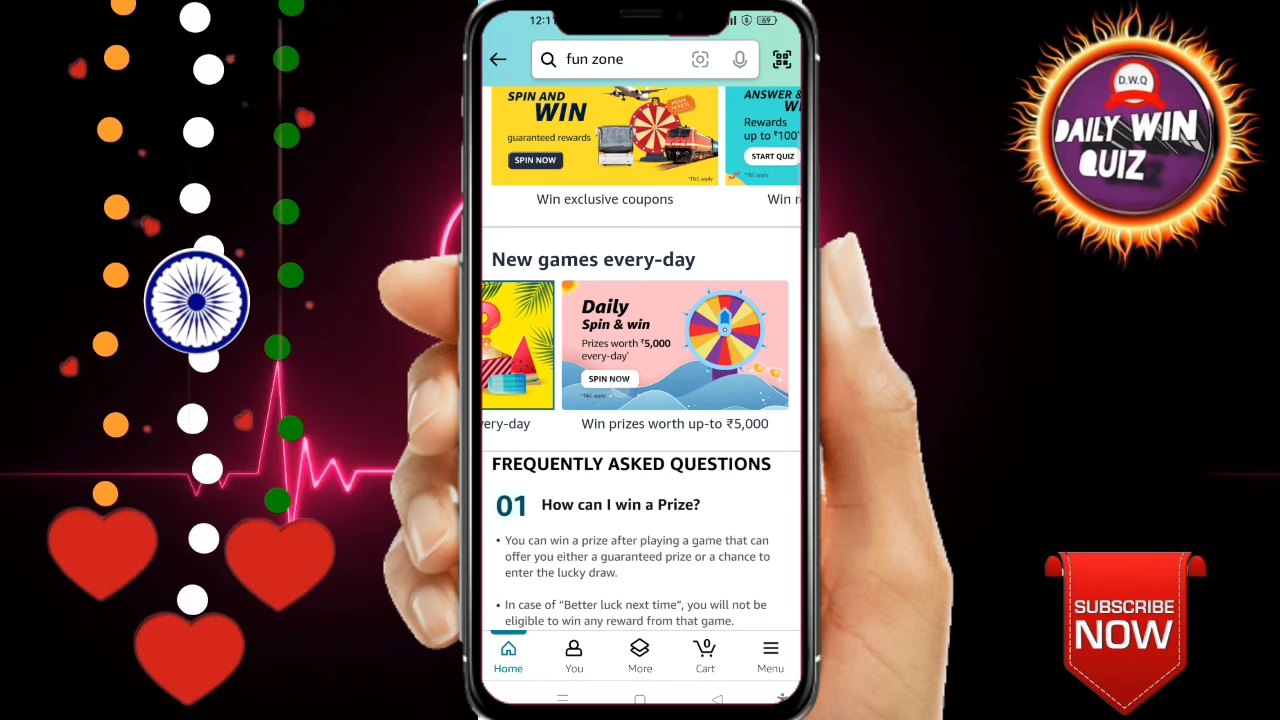 12:11
69
fun zone
SPIN AND
WIN
guaranteed rewards
SPIN NOW
MOVIE
TICKETS
*T&C apply
ANSWER &
Rewards
up to ₹100*
START QUIZ
*T&C apply
Win exclusive coupons
Win
New games every-day
Daily
Spin & win
Prizes worth ₹5,000
every-day*
SPIN NOW
*T&C apply
very-day
Win prizes worth up-to ₹5,000
FREQUENTLY ASKED QUESTIONS
01 How can I win a Prize?
• You can win a prize after playing a game that can
offer you either a guaranteed prize or a chance to
enter the lucky draw.
• In case of “Better luck next time”, you will not be
eligible to win any reward from that game.
0
Home
You
More
Cart
Menu
D.W.Q
DAILY WIN
QUIZ
SUBSCRIBE
NOW